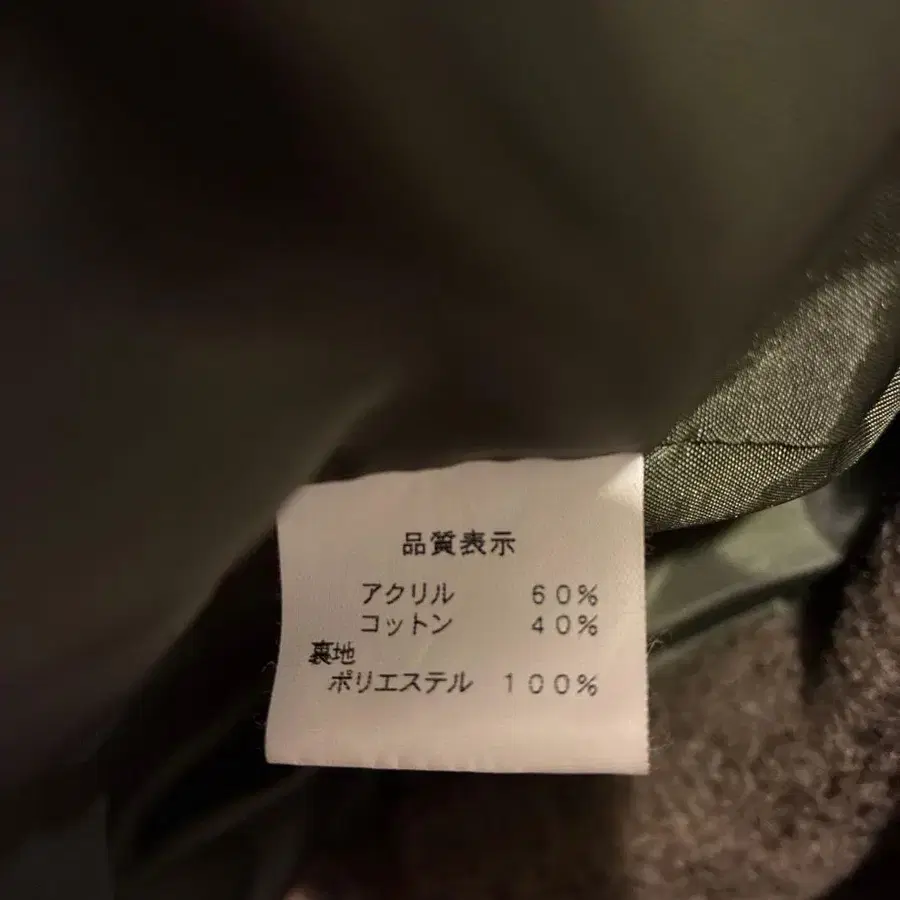 品質表示
アクリル 60%
コットン 40%
裏地
ポリエステル 100%